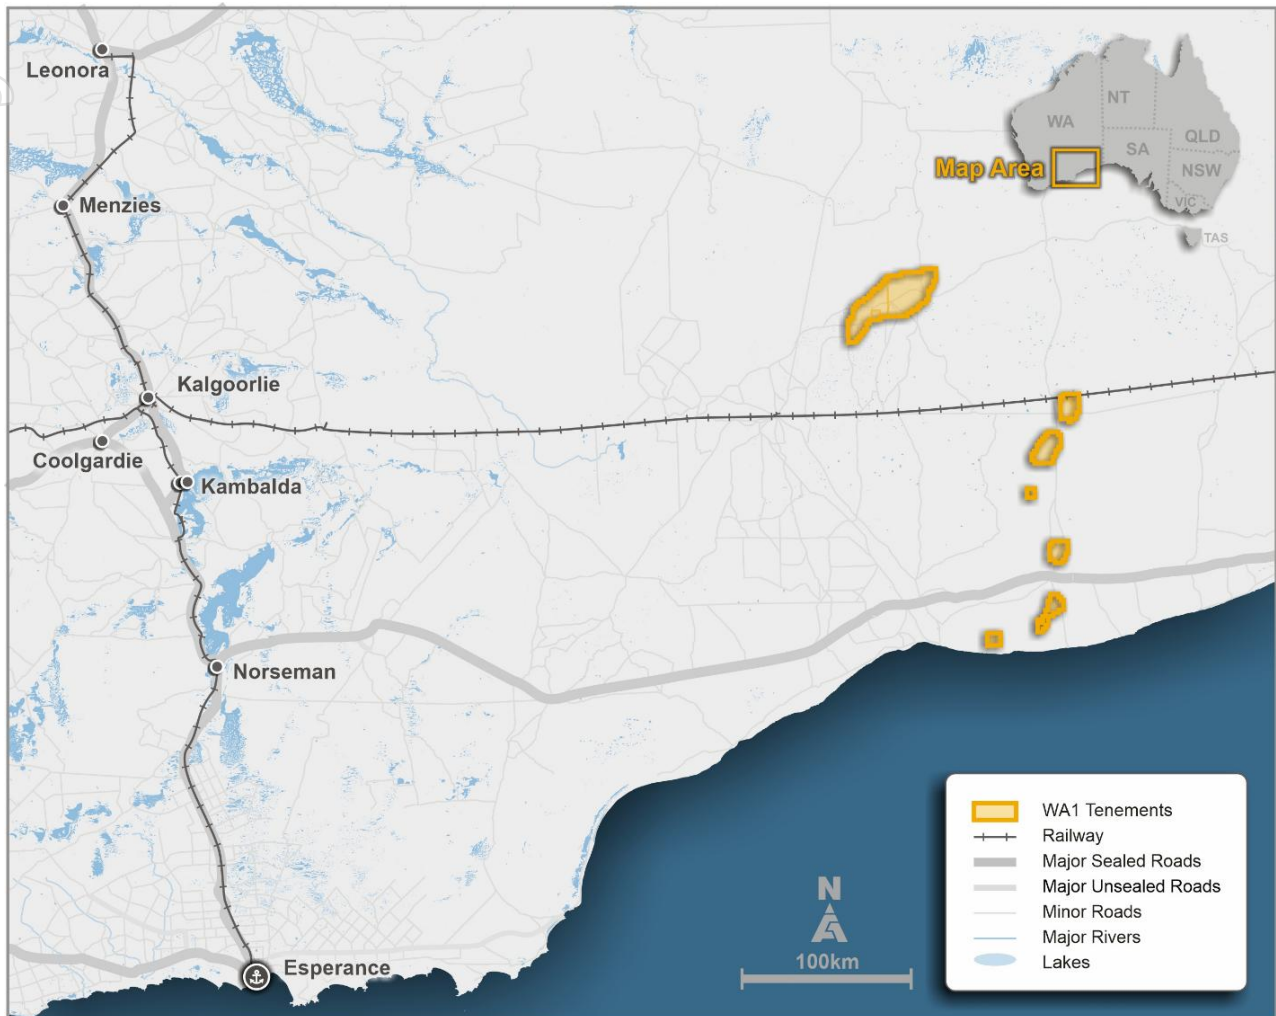 Leonora
Menzies
Kalgoorlie
Coolgardie
Kambalda
Norseman
Esperance
Map Area
WA
NT
SA
QLD
NSW
VIC
TAS
N
100km
WA1 Tenements
Railway
Major Sealed Roads
Major Unsealed Roads
Minor Roads
Major Rivers
Lakes